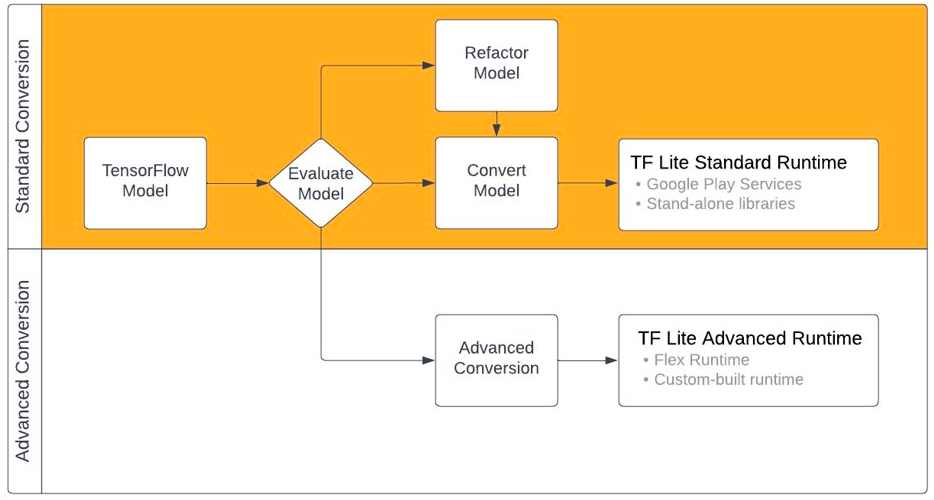 Standard Conversion
Refactor
Model
TensorFlow
Model
Evaluate
Model
Convert
Model
TF Lite Standard Runtime
• Google Play Services
• Stand-alone libraries
Advanced Conversion
Advanced
Conversion
TF Lite Advanced Runtime
• Flex Runtime
• Custom-built runtime